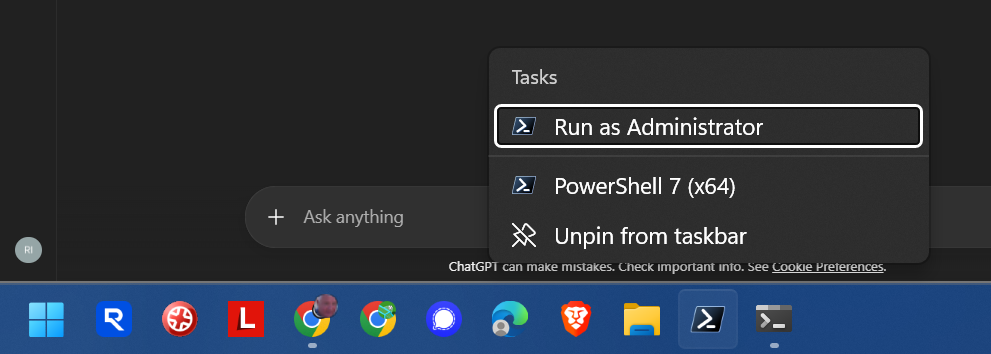 Tasks
Run as Administrator
PowerShell 7 (x64)
Unpin from taskbar
Ask anything
RI
ChatGPT can make mistakes. Check important info. See Cookie Preferences.
R
L